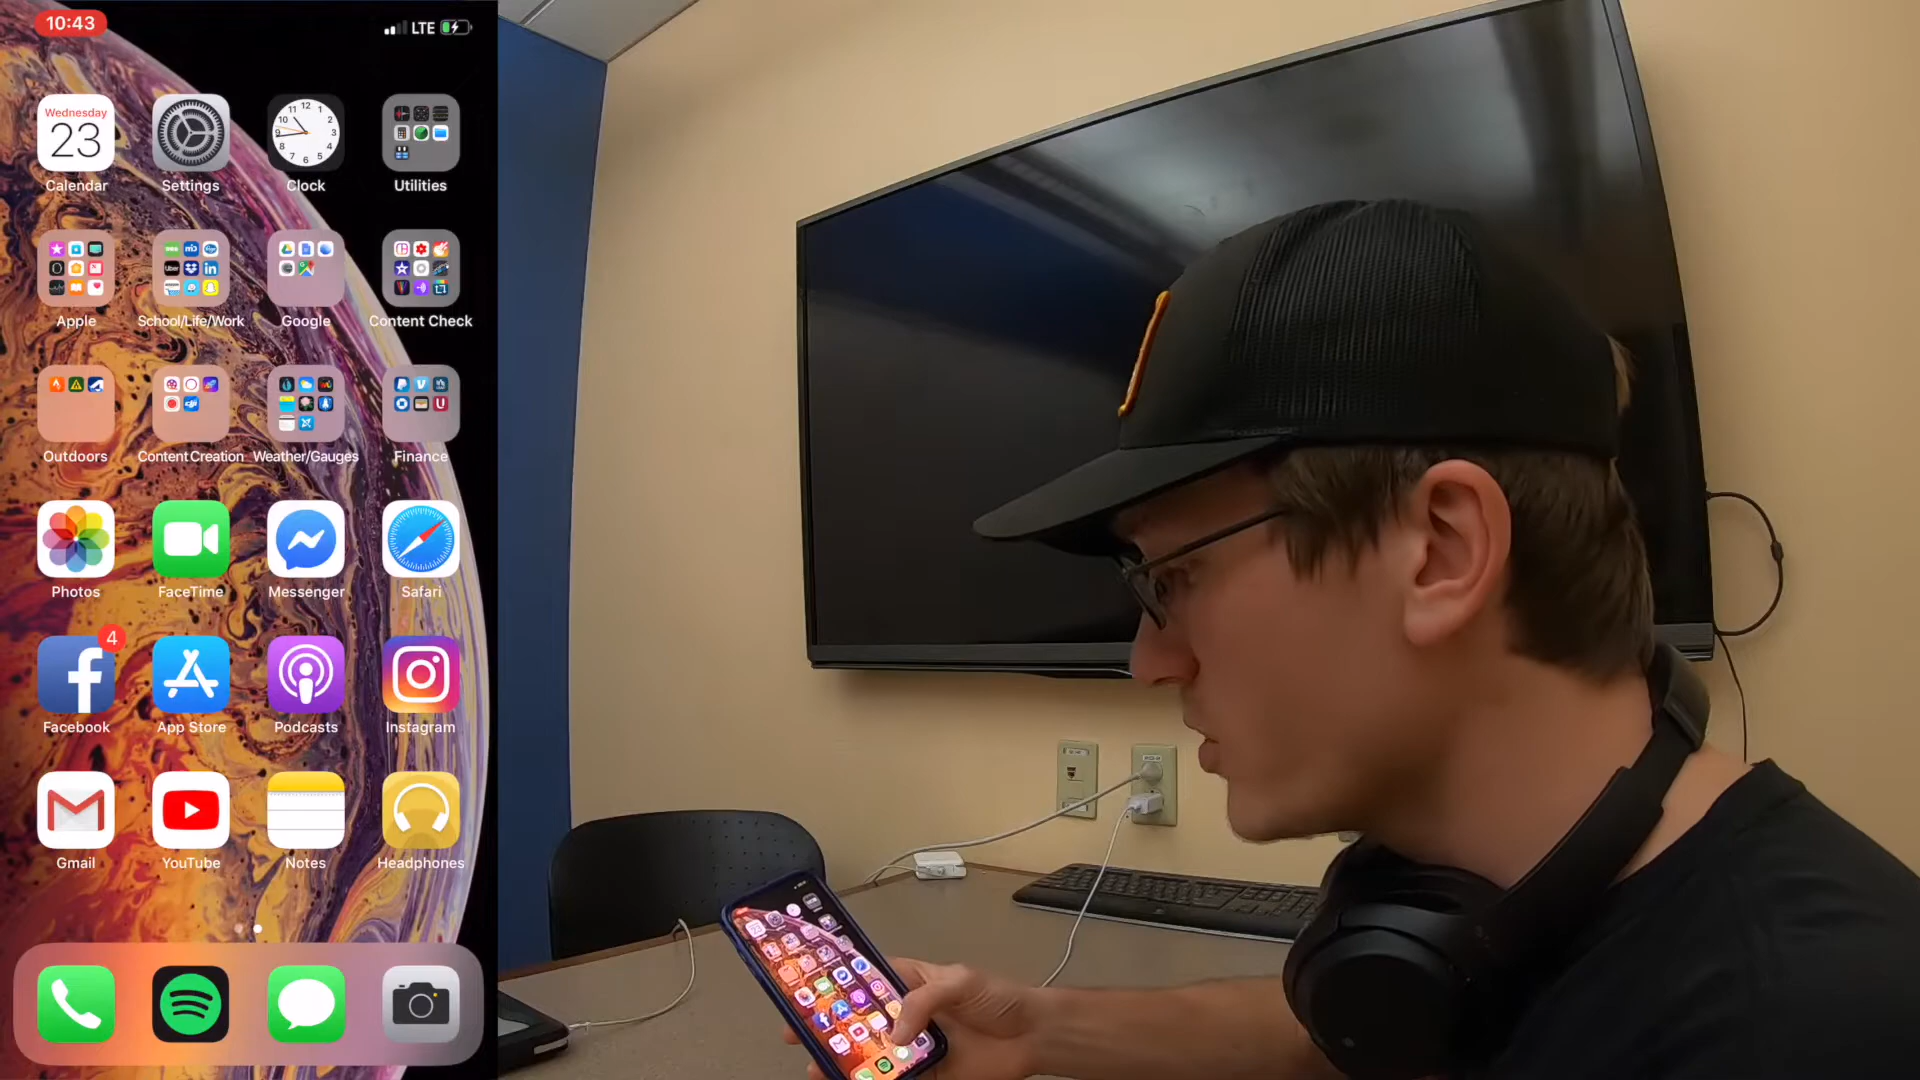 10:43
LTE
Wednesday
23
Calendar
Settings
Clock
Utilities
Apple
School/Life/Work
Google
Content Check
Outdoors
Content Creation
Weather/Gauges
Finance
Photos
FaceTime
Messenger
Safari
4
Facebook
App Store
Podcasts
Instagram
Gmail
YouTube
Notes
Headphones